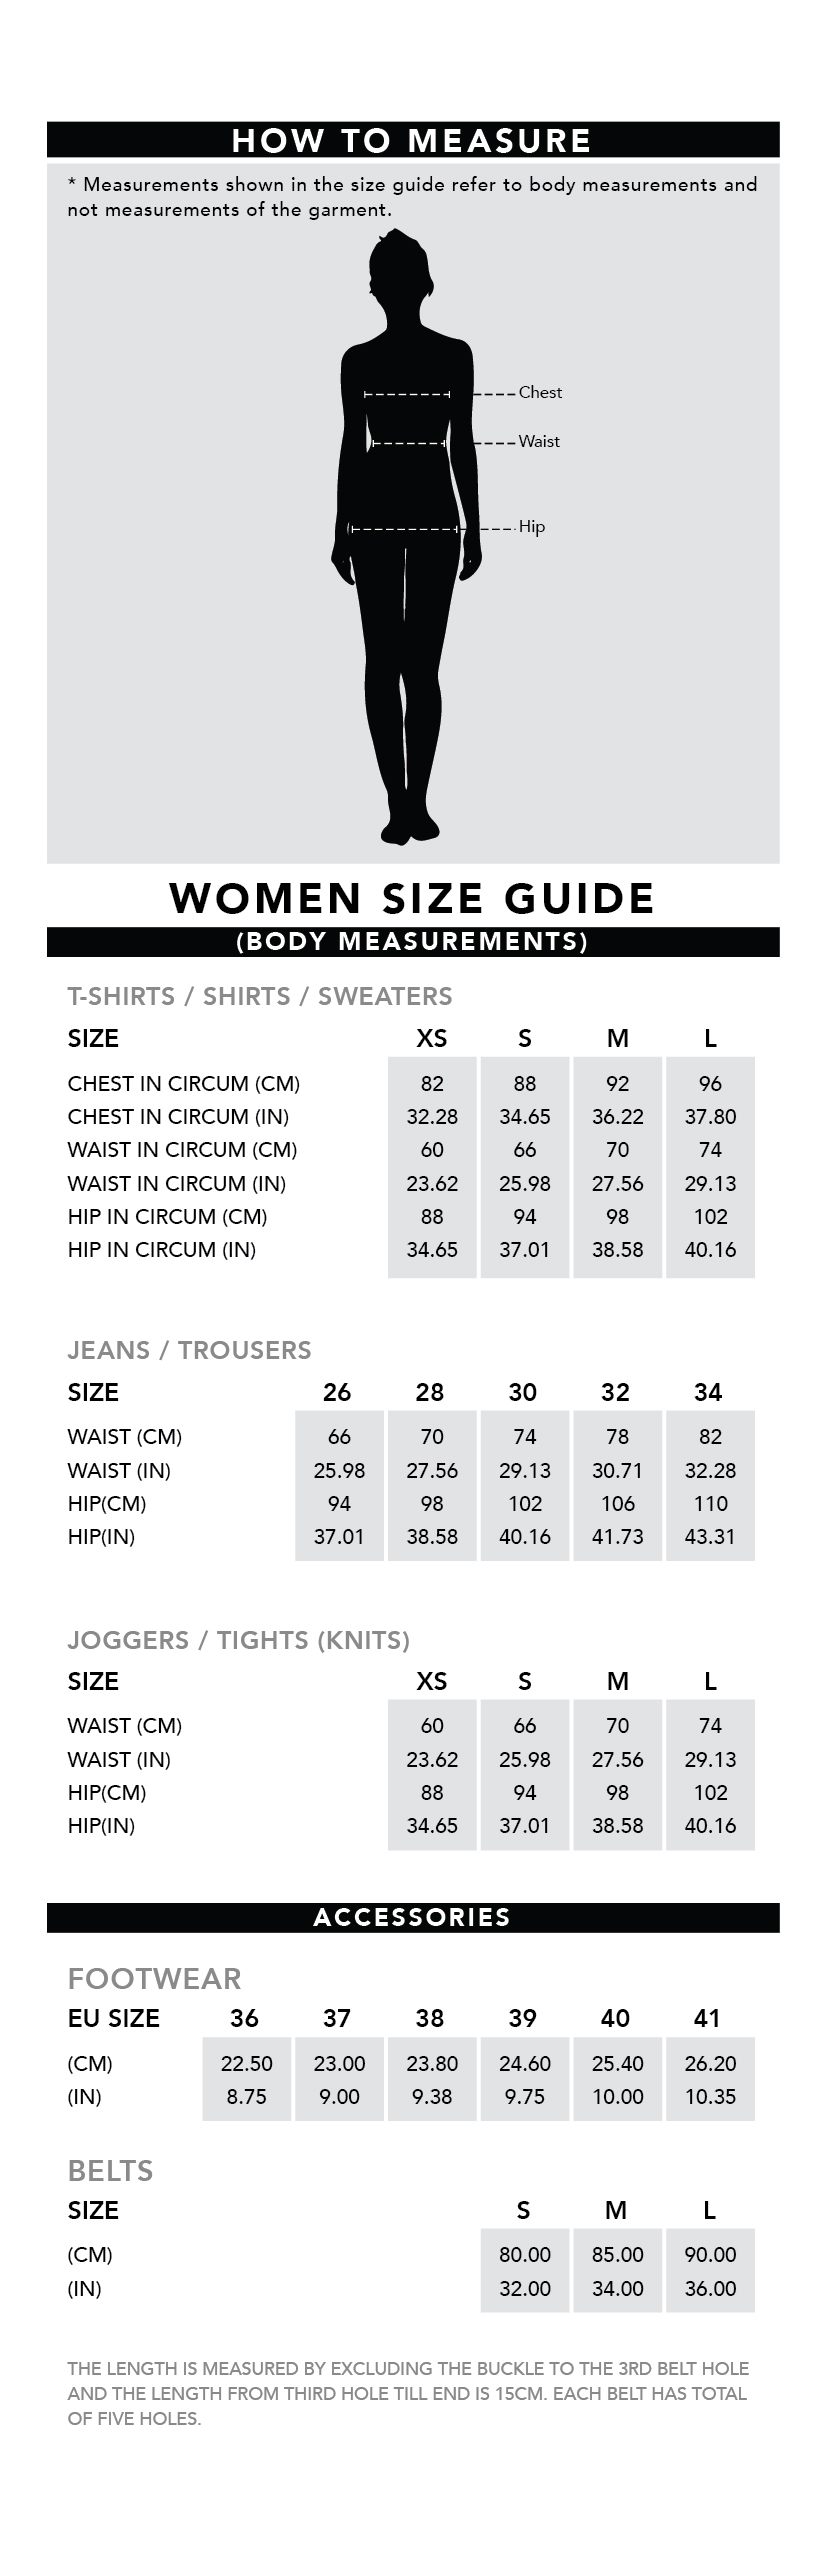 HOW TO MEASURE
* Measurements shown in the size guide refer to body measurements and
not measurements of the garment.
Chest
Waist
Hip
WOMEN SIZE GUIDE
(BODY MEASUREMENTS)
T-SHIRTS / SHIRTS / SWEATERS
SIZE XS S M L
CHEST IN CIRCUM (CM) 82 88 92 96
CHEST IN CIRCUM (IN) 32.28 34.65 36.22 37.80
WAIST IN CIRCUM (CM) 60 66 70 74
WAIST IN CIRCUM (IN) 23.62 25.98 27.56 29.13
HIP IN CIRCUM (CM) 88 94 98 102
HIP IN CIRCUM (IN) 34.65 37.01 38.58 40.16
JEANS / TROUSERS
SIZE 26 28 30 32 34
WAIST (CM) 66 70 74 78 82
WAIST (IN) 25.98 27.56 29.13 30.71 32.28
HIP(CM) 94 98 102 106 110
HIP(IN) 37.01 38.58 40.16 41.73 43.31
JOGGERS / TIGHTS (KNITS)
SIZE XS S M L
WAIST (CM) 60 66 70 74
WAIST (IN) 23.62 25.98 27.56 29.13
HIP(CM) 88 94 98 102
HIP(IN) 34.65 37.01 38.58 40.16
ACCESSORIES
FOOTWEAR
EU SIZE 36 37 38 39 40 41
(CM) 22.50 23.00 23.80 24.60 25.40 26.20
(IN) 8.75 9.00 9.38 9.75 10.00 10.35
BELTS
SIZE S M L
(CM) 80.00 85.00 90.00
(IN) 32.00 34.00 36.00
THE LENGTH IS MEASURED BY EXCLUDING THE BUCKLE TO THE 3RD BELT HOLE
AND THE LENGTH FROM THIRD HOLE TILL END IS 15CM. EACH BELT HAS TOTAL
OF FIVE HOLES.